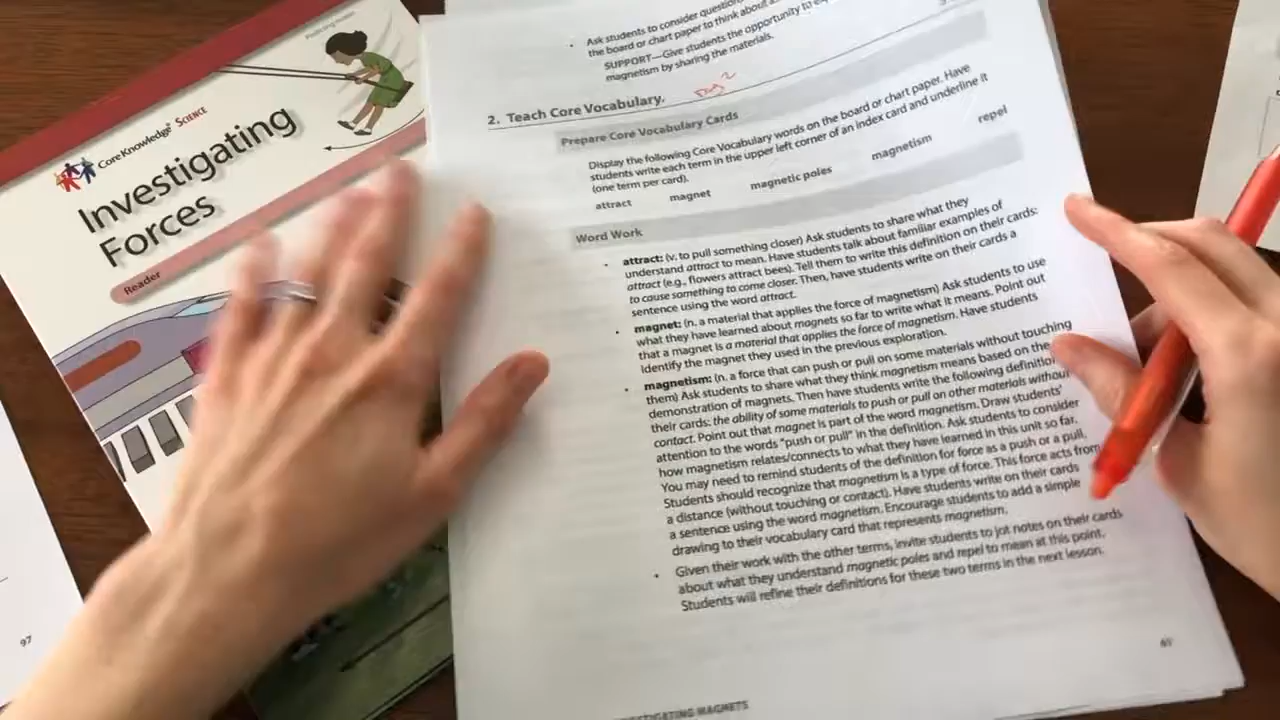 CoreKnowledge® SCIENCE
Investigating
Forces
Reader
97
Ask students to consider
the board or chart paper to think about
SUPPORT—Give students the opportunity to
magnetism by sharing the materials.
2. Teach Core Vocabulary.
Day 2
Prepare Core Vocabulary Cards
Display the following Core Vocabulary words on the board or chart paper. Have
students write each term in the upper left corner of an index card and underline it
(one term per card).
attract magnet magnetic poles magnetism repel
Word Work
• attract: (v. to pull something closer) Ask students to share what they
understand attract to mean. Have students talk about familiar examples of
attract (e.g., flowers attract bees). Tell them to write this definition on their cards:
to cause something to come closer. Then, have students write on their cards a
sentence using the word attract.
• magnet: (n. a material that applies the force of magnetism) Ask students to use
what they have learned about magnets so far to write what it means. Point out
that a magnet is a material that applies the force of magnetism. Have students
identify the magnet they used in the previous exploration.
• magnetism: (n. a force that can push or pull on some materials without touching
them) Ask students to share what they think magnetism means based on the
demonstration of magnets. Then have students write the following definition
their cards: the ability of some materials to push or pull on other materials without
contact. Point out that magnet is part of the word magnetism. Draw students'
attention to the words "push or pull" in the definition. Ask students to consider
how magnetism relates/connects to what they have learned in this unit so far.
You may need to remind students of the definition for force as a push or a pull.
Students should recognize that magnetism is a type of force. This force acts from
a distance (without touching or contact). Have students write on their cards
a sentence using the word magnetism. Encourage students to add a simple
drawing to their vocabulary card that represents magnetism.
• Given their work with the other terms, invite students to jot notes on their cards
about what they understand magnetic poles and repel to mean at this point.
Students will refine their definitions for these two terms in the next lesson.
MAGNETS